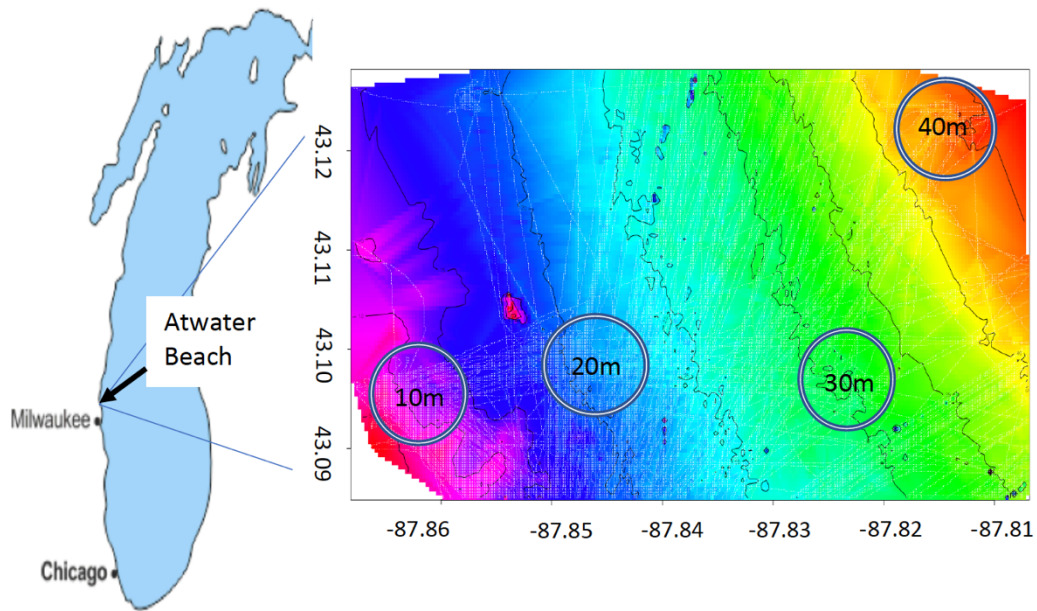 Atwater
Beach
Milwaukee
Chicago
43.12
43.11
43.10
43.09
40m
20m
10m
30m
-87.86
-87.85
-87.84
-87.83
-87.82
-87.81